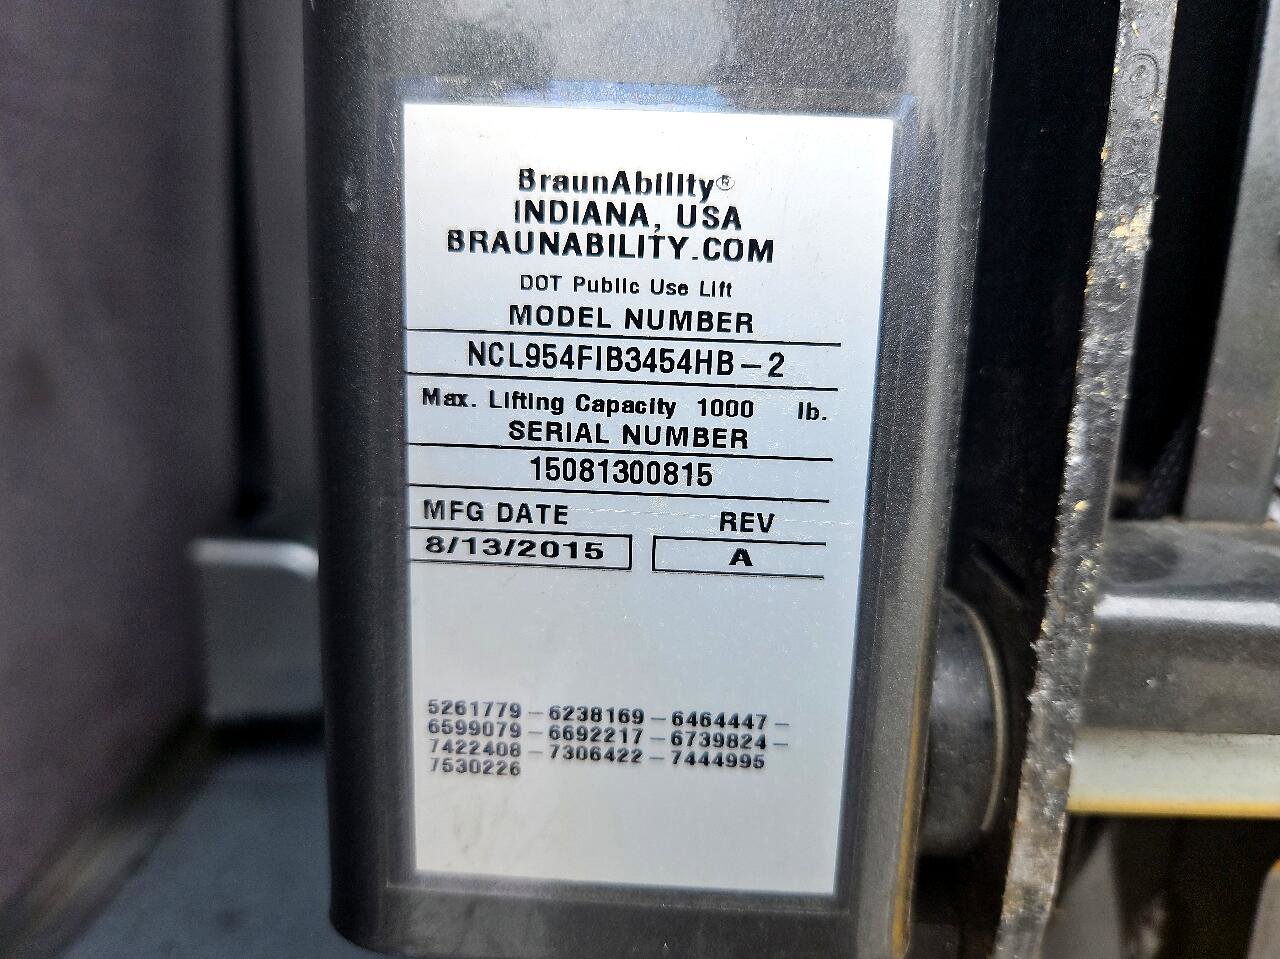 BraunAbility®
INDIANA, USA
BRAUNABILITY.COM
DOT Public Use Lift
MODEL NUMBER
NCL954FIB3454HB-2
Max. Lifting Capacity 1000 lb.
SERIAL NUMBER
15081300815
MFG DATE REV
8/13/2015 A
5261779-6238169-6464447-
6599079-6692217-6739824-
7422408-7306422-7444995
7530226